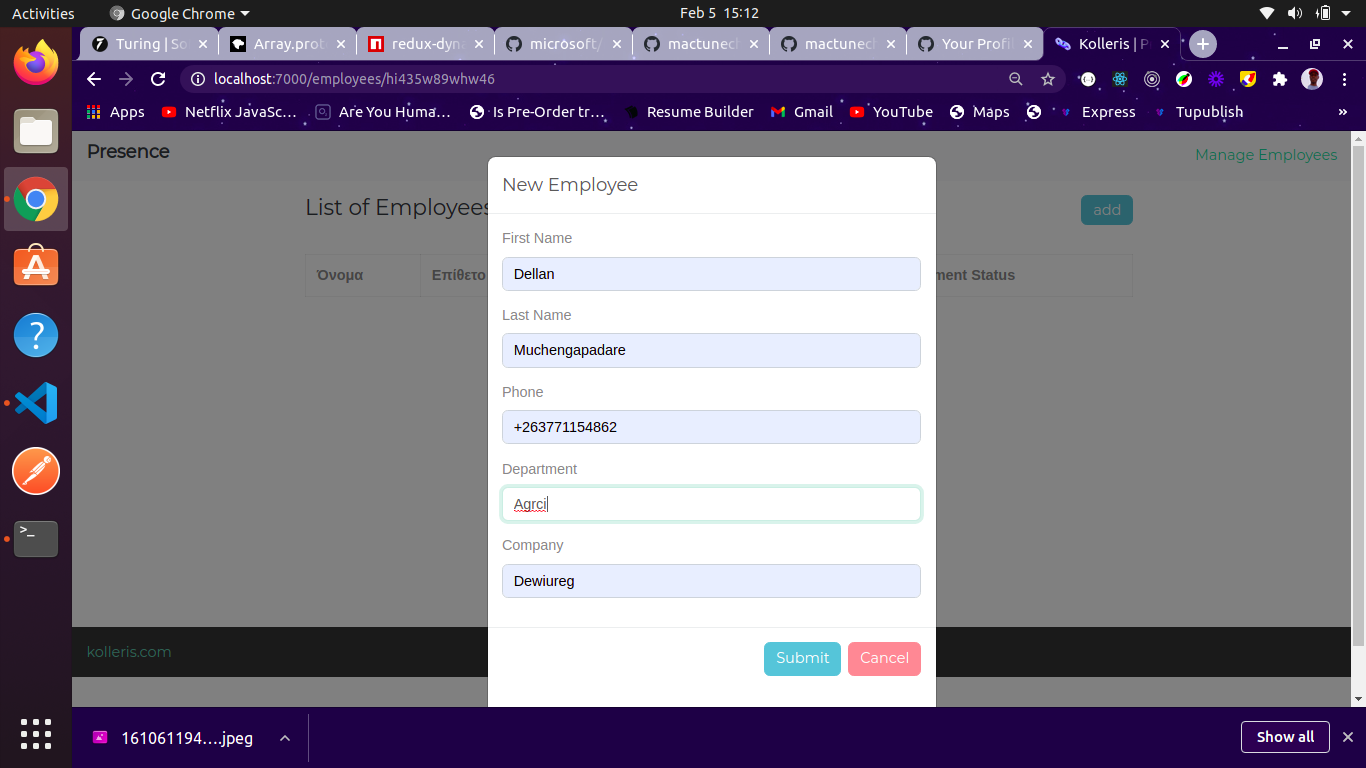 Activities
Google Chrome
Feb 5 15:12
Turing | So
Array.prot
redux-dyna
microsoft/
mactunech
mactunech
Your Profil
Kolleris | P
localhost:7000/employees/hi435w89whw46
Apps
Netflix JavaSc…
Are You Huma…
Is Pre-Order tr…
Resume Builder
Gmail
YouTube
Maps
Express
Tupublish
»
Presence
Manage Employees
List of Employees
add
Όνομα
Επίθετο
ment Status
New Employee
First Name
Dellan
Last Name
Muchengapadare
Phone
+263771154862
Department
Agrci
Company
Dewiureg
Submit
Cancel
kolleris.com
161061194….jpeg
Show all